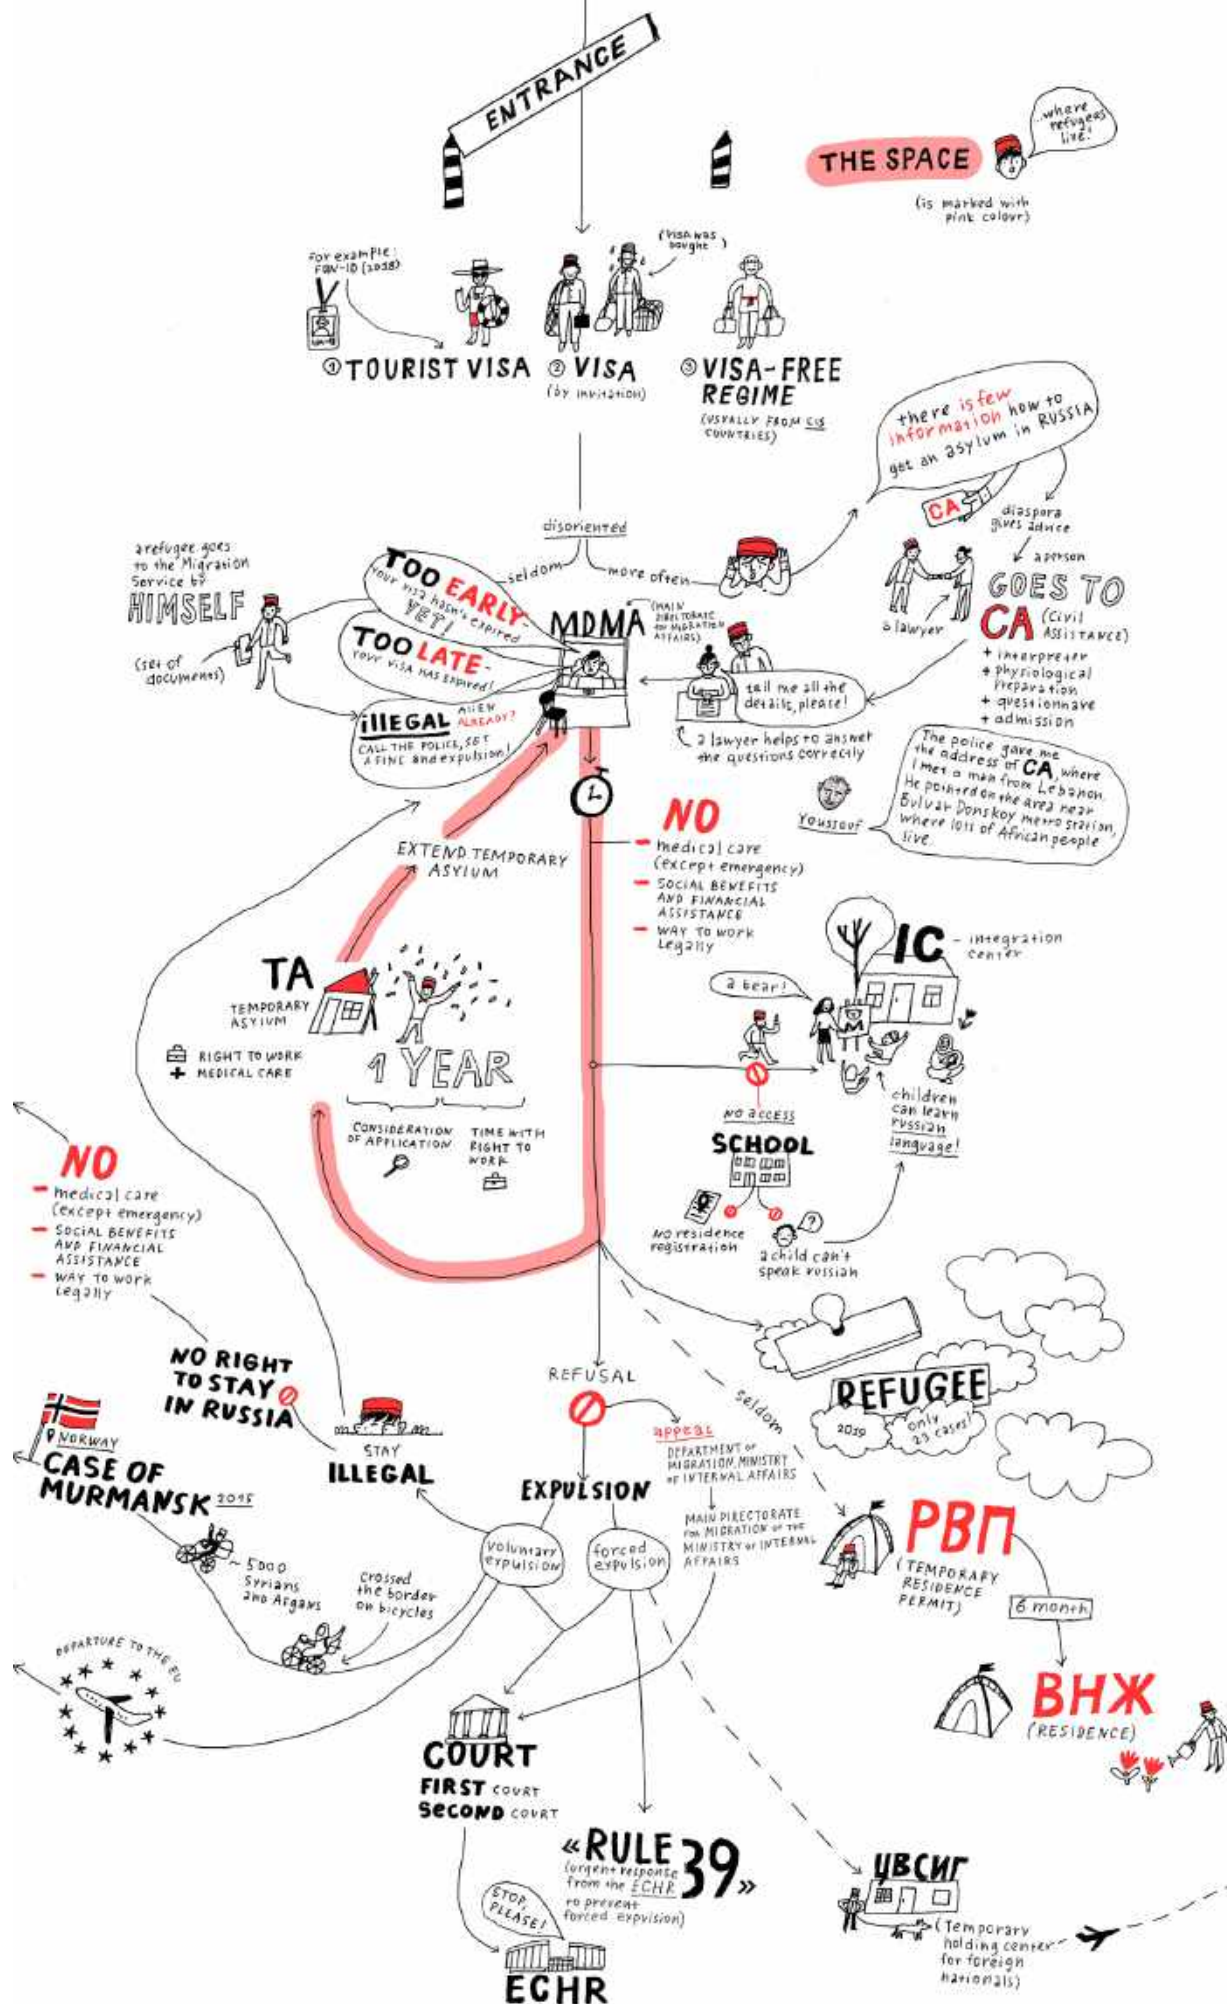 ENTRANCE
THE SPACE
...where
refugees
live!
(is marked with
pink colour)
for example:
FAN-ID (2018)
(VISA WAS
bought)
① TOURIST VISA
② VISA
(by invitation)
③ VISA-FREE
REGIME
(USUALLY FROM CIS
COUNTRIES)
there is few
information how to
get an asylum in RUSSIA
CA
diaspora
gives advice
a person
GOES TO
CA (Civil
ASSISTANCE)
+ interpreter
+ physiological
preparation
+ questionnave
+ admission
a lawyer
disoriented
seldom
more often
a refugee goes
to the Migration
Service by
HIMSELF
(set of
documents)
TOO EARLY-
YOUR visa hasn't expired
YET!
TOO LATE-
YOUR VISA HAS EXPIRED!
illEGAL ALIEN
ALREADY?
CALL THE POLICE, SET
A FINE and expulsion!
MDMA
(MAIN
DIRECTORATE
for MIGRATION
AFFAIRS)
tell me all the
details, please!
a lawyer helps to answer
the questions correctly
The police gave me
the address of CA, where
I met a man from Lebanon.
He pointed on the area near
Bulvar Donskoy metro station,
where lots of African people
live.
Youssouf
NO
- medical care
(except emergency)
- SOCIAL BENEFITS
AND FINANCIAL
ASSISTANCE
- WAY TO WORK
Legally
EXTEND TEMPORARY
ASYLUM
TA
TEMPORARY
ASYLUM
RIGHT TO WORK
+ MEDICAL CARE
1 YEAR
CONSIDERATION
OF APPLICATION
TIME WITH
RIGHT TO
WORK
IC - integration
center
a bear!
children
can learn
russian
language!
NO access
SCHOOL
NO residence
registration
?
a child can't
speak russian
NO
- medical care
(except emergency)
- SOCIAL BENEFITS
AND FINANCIAL
ASSISTANCE
- WAY TO WORK
Legally
NO RIGHT
TO STAY
IN RUSSIA
STAY
ILLEGAL
NORWAY
CASE OF
MURMANSK 2015
~ 5000
Syrians
and Afgans
crossed
the border
on bicycles
DEPARTURE TO THE EU
REFUSAL
appeal
DEPARTMENT OF
MIGRATION, MINISTRY
OF INTERNAL AFFAIRS
MAIN DIRECTORATE
FOR MIGRATION OF THE
MINISTRY OF INTERNAL
AFFAIRS
EXPULSION
voluntary
expulsion
forced
expulsion
seldom
REFUGEE
2019
only
23 cases!
РВП
(TEMPORARY
RESIDENCE
PERMIT)
6 month
ВНЖ
(RESIDENCE)
COURT
FIRST COURT
SECOND COURT
«RULE 39»
(urgent response
from the ECHR
to prevent
forced expulsion)
STOP,
PLEASE!
ECHR
ЦВСИГ
(Temporary
holding center
for foreign
nationals)